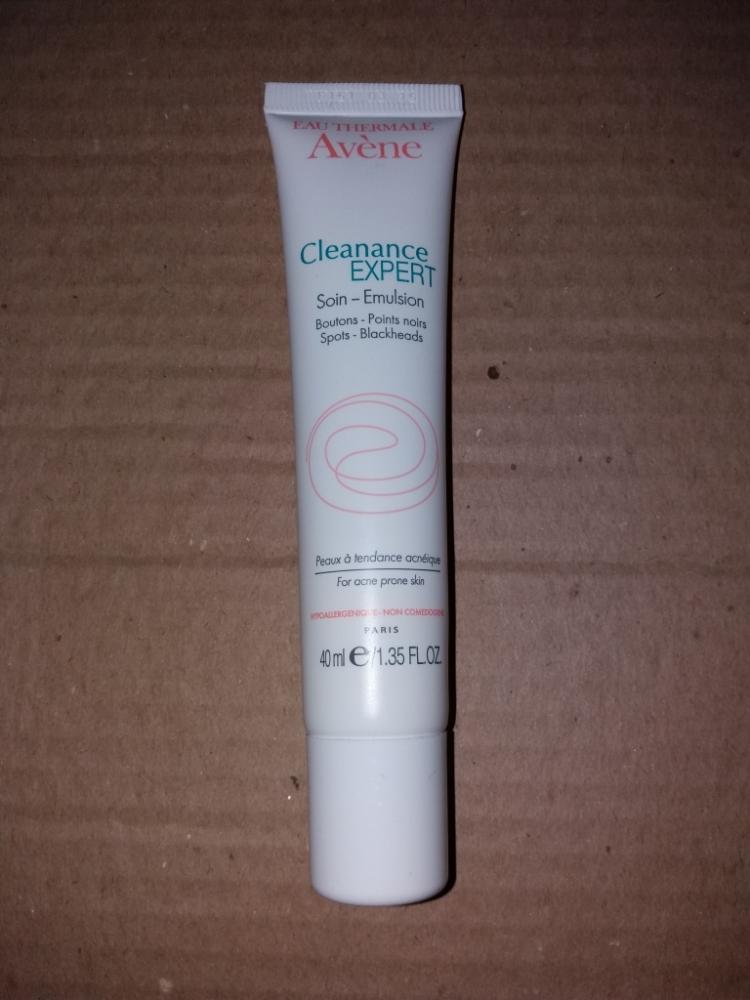 EAU THERMALE
Avène
Cleanance
EXPERT
Soin – Emulsion
Boutons - Points noirs
Spots - Blackheads
Peaux à tendance acnéique
For acne prone skin
HYPOALLERGENIQUE - NON COMEDOGENE
PARIS
40 ml e/1.35 FL.OZ.